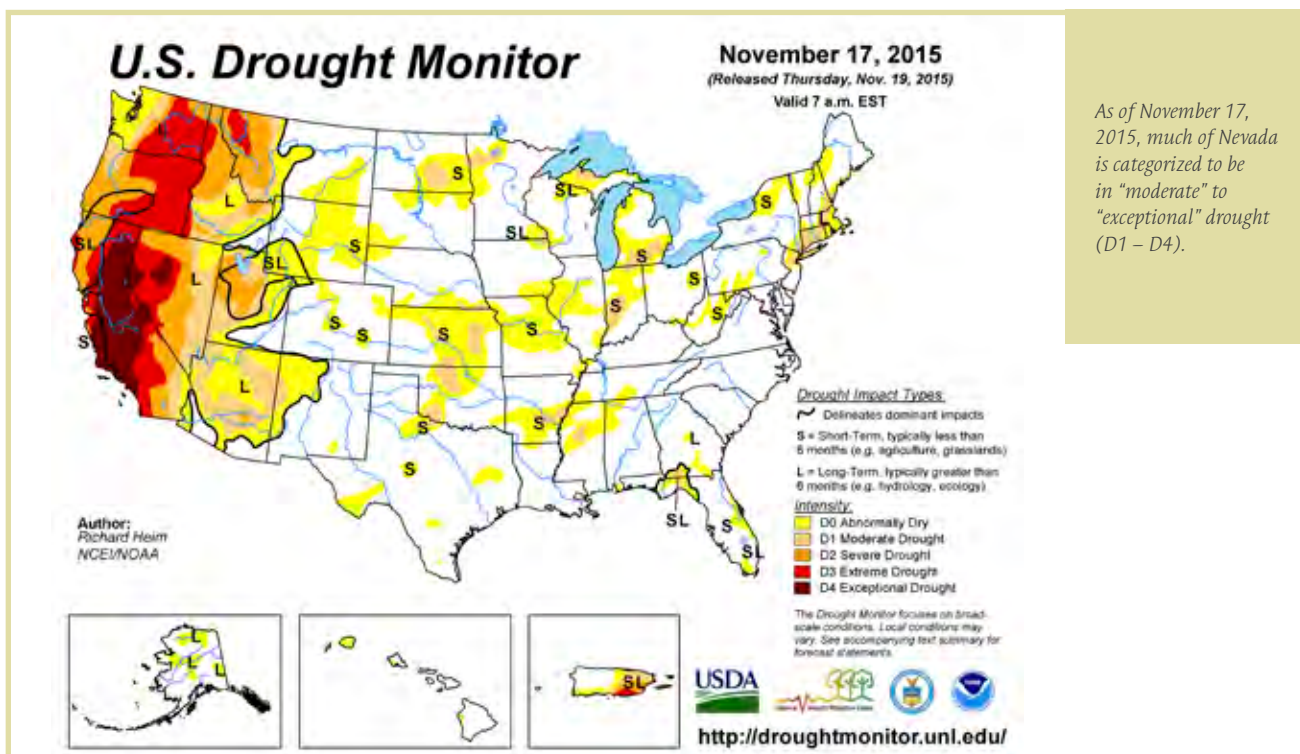 U.S. Drought Monitor
November 17, 2015
(Released Thursday, Nov. 19, 2015)
Valid 7 a.m. EST
As of November 17,
2015, much of Nevada
is categorized to be
in “moderate” to
“exceptional” drought
(D1 – D4).
L
S
S
L
SL
SL
S
L
SL
S
SL
S
S
L
S
S
S
S
S
S
S
S
L
S
S
L
SL
S
SL
Drought Impact Types:
Delineates dominant impacts
S = Short-Term, typically less than
6 months (e.g. agriculture, grasslands)
L = Long-Term, typically greater than
6 months (e.g. hydrology, ecology)
Intensity:
D0 Abnormally Dry
D1 Moderate Drought
D2 Severe Drought
D3 Extreme Drought
D4 Exceptional Drought
Author:
Richard Heim
NCEI/NOAA
The Drought Monitor focuses on broad-
scale conditions. Local conditions may
vary. See accompanying text summary for
forecast statements.
L
L
L
SL
USDA
http://droughtmonitor.unl.edu/